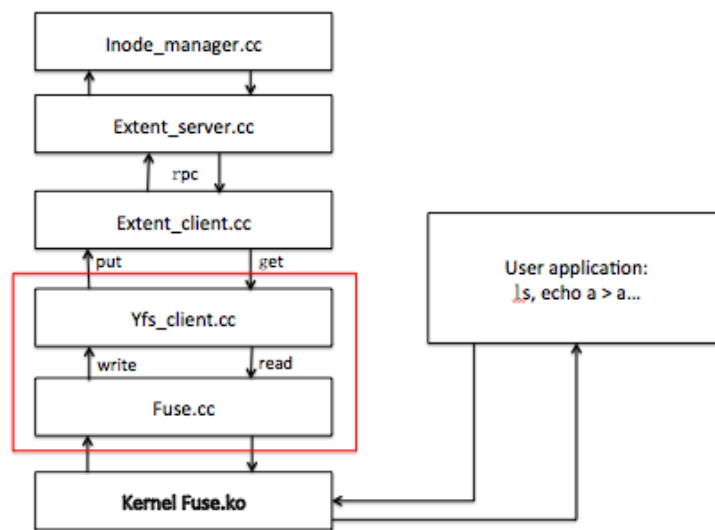 Inode_manager.cc
Extent_server.cc
rpc
Extent_client.cc
put
get
Yfs_client.cc
write
read
Fuse.cc
Kernel Fuse.ko
User application:
ls, echo a > a...